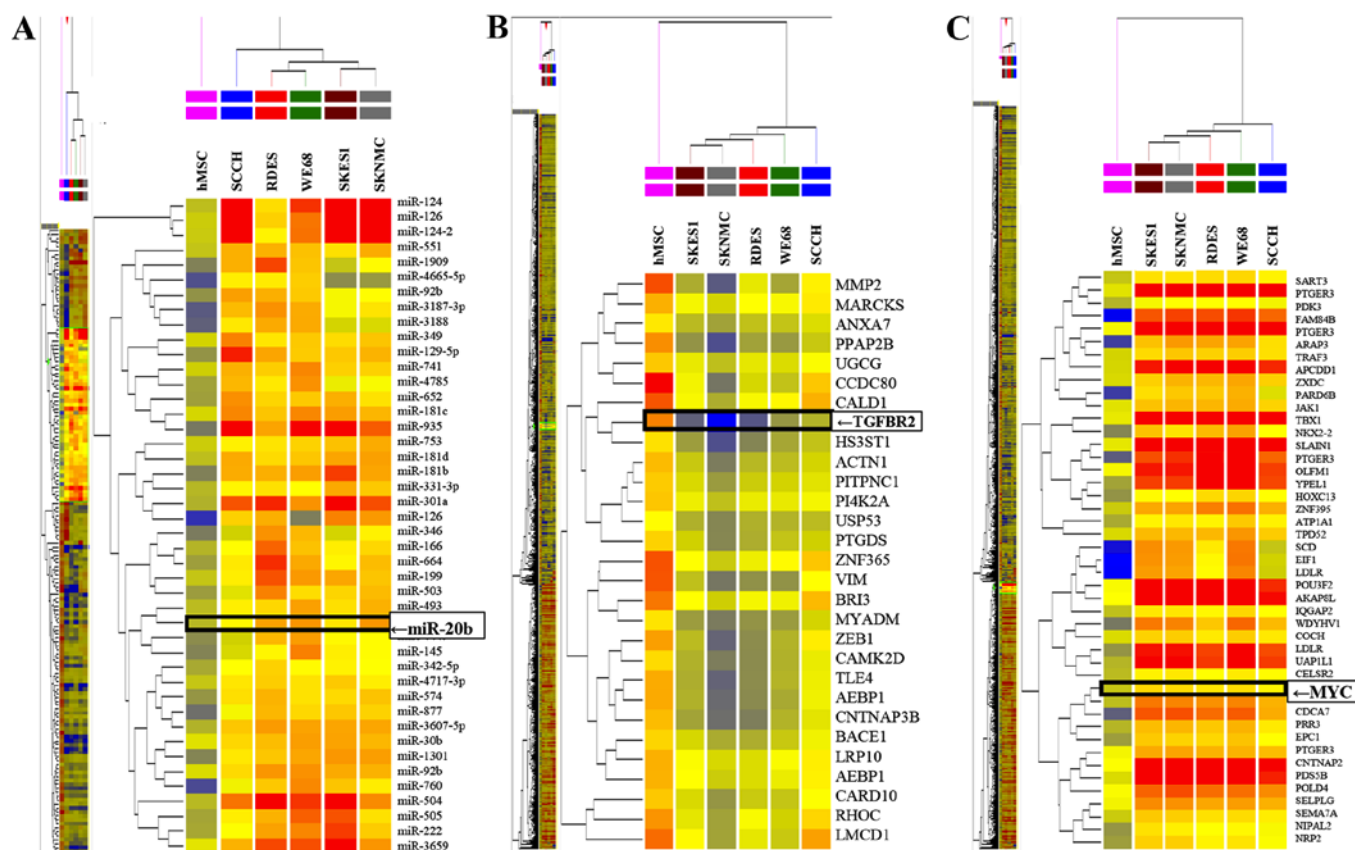 A
hMSC
SCCH
RDES
WE68
SKES1
SKNMC
miR-124
miR-126
miR-124-2
miR-551
miR-1909
miR-4665-5p
miR-92b
miR-3187-3p
miR-3188
miR-349
miR-129-5p
miR-741
miR-4785
miR-652
miR-181c
miR-935
miR-753
miR-181d
miR-181b
miR-331-3p
miR-301a
miR-126
miR-346
miR-166
miR-664
miR-199
miR-503
miR-493
←miR-20b
miR-145
miR-342-5p
miR-4717-3p
miR-574
miR-877
miR-3607-5p
miR-30b
miR-1301
miR-92b
miR-760
miR-504
miR-505
miR-222
miR-3659
B
hMSC
SKES1
SKNMC
RDES
WE68
SCCH
MMP2
MARCKS
ANXA7
PPAP2B
UGCG
CCDC80
CALD1
←TGFBR2
HS3ST1
ACTN1
PITPNC1
PI4K2A
USP53
PTGDS
ZNF365
VIM
BRI3
MYADM
ZEB1
CAMK2D
TLE4
AEBP1
CNTNAP3B
BACE1
LRP10
AEBP1
CARD10
RHOC
LMCD1
C
hMSC
SKES1
SKNMC
RDES
WE68
SCCH
SART3
PTGER3
PDK3
FAM84B
PTGER3
ARAP3
TRAF3
APCDD1
ZXDC
PARD6B
JAK1
TBX1
NKX2-2
SLAIN1
PTGER3
OLFM1
YPEL1
HOXC13
ZNF395
ATP1A1
TPD52
SCD
EIF1
LDLR
POU3F2
AKAP8L
IQGAP2
WDYHV1
COCH
LDLR
UAP1L1
CELSR2
←MYC
CDCA7
PRR3
EPC1
PTGER3
CNTNAP2
PDS5B
POLD4
SELPLG
SEMA7A
NIPAL2
NRP2